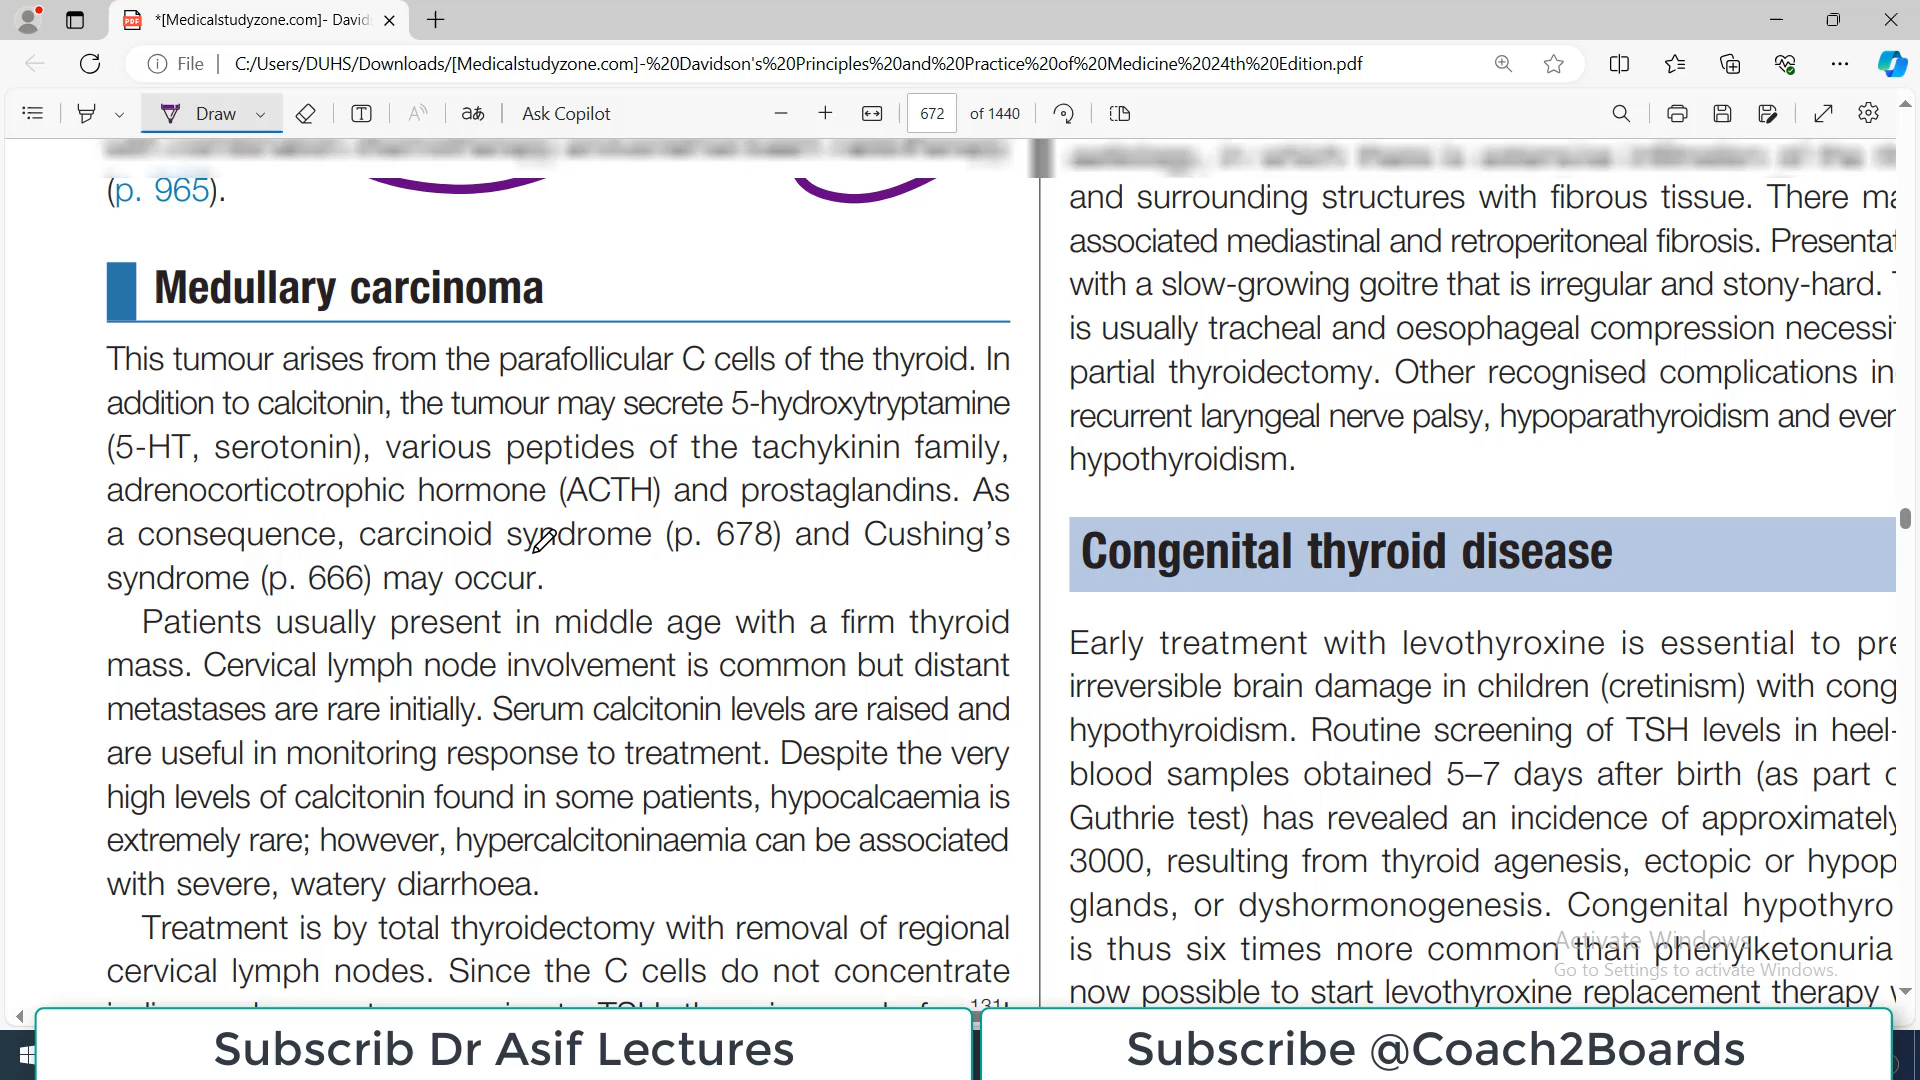 *[Medicalstudyzone.com]- David
File
C:/Users/DUHS/Downloads/[Medicalstudyzone.com]-%20Davidson's%20Principles%20and%20Practice%20of%20Medicine%2024th%20Edition.pdf
Draw
Ask Copilot
672 of 1440
(p. 965).
Medullary carcinoma
This tumour arises from the parafollicular C cells of the thyroid. In
addition to calcitonin, the tumour may secrete 5-hydroxytryptamine
(5-HT, serotonin), various peptides of the tachykinin family,
adrenocorticotrophic hormone (ACTH) and prostaglandins. As
a consequence, carcinoid syndrome (p. 678) and Cushing's
syndrome (p. 666) may occur.
Patients usually present in middle age with a firm thyroid
mass. Cervical lymph node involvement is common but distant
metastases are rare initially. Serum calcitonin levels are raised and
are useful in monitoring response to treatment. Despite the very
high levels of calcitonin found in some patients, hypocalcaemia is
extremely rare; however, hypercalcitoninaemia can be associated
with severe, watery diarrhoea.
Treatment is by total thyroidectomy with removal of regional
cervical lymph nodes. Since the C cells do not concentrate
and surrounding structures with fibrous tissue. There ma
associated mediastinal and retroperitoneal fibrosis. Presentat
with a slow-growing goitre that is irregular and stony-hard.
is usually tracheal and oesophageal compression necessi
partial thyroidectomy. Other recognised complications in
recurrent laryngeal nerve palsy, hypoparathyroidism and ever
hypothyroidism.
Congenital thyroid disease
Early treatment with levothyroxine is essential to pre
irreversible brain damage in children (cretinism) with cong
hypothyroidism. Routine screening of TSH levels in heel-
blood samples obtained 5–7 days after birth (as part o
Guthrie test) has revealed an incidence of approximately
3000, resulting from thyroid agenesis, ectopic or hypop
glands, or dyshormonogenesis. Congenital hypothyro
is thus six times more common than phenylketonuria
now possible to start levothyroxine replacement therapy
Activate Windows
Go to Settings to activate Windows.
Subscrib Dr Asif Lectures
Subscribe @Coach2Boards